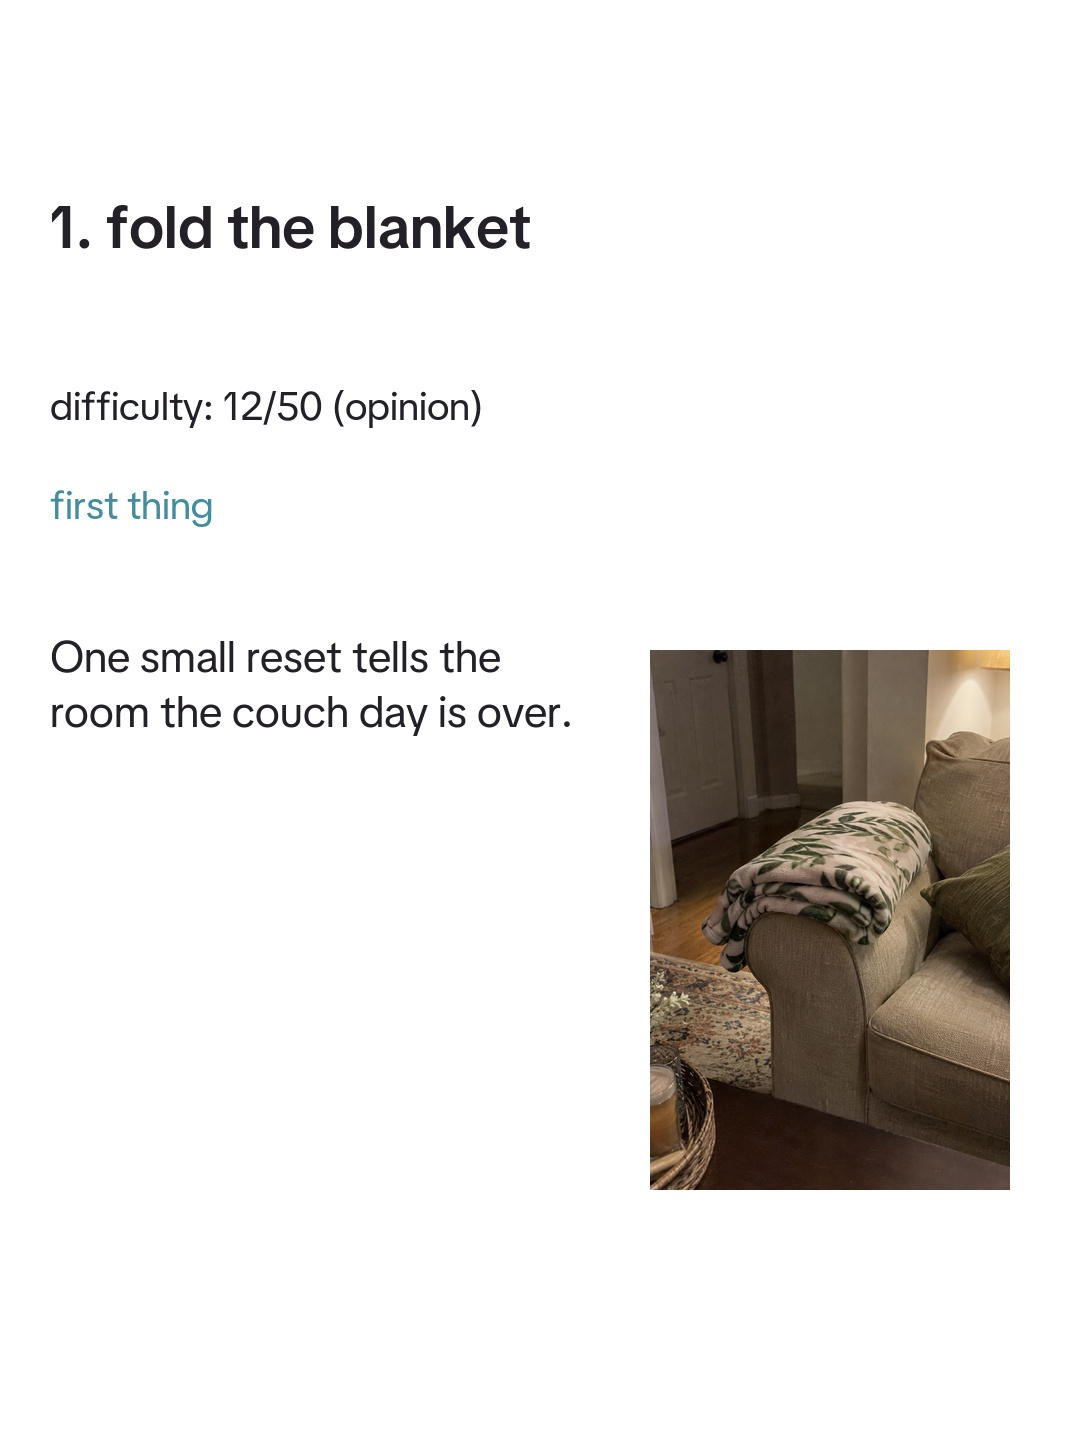 1. fold the blanket
difficulty: 12/50 (opinion)
first thing
One small reset tells the
room the couch day is over.